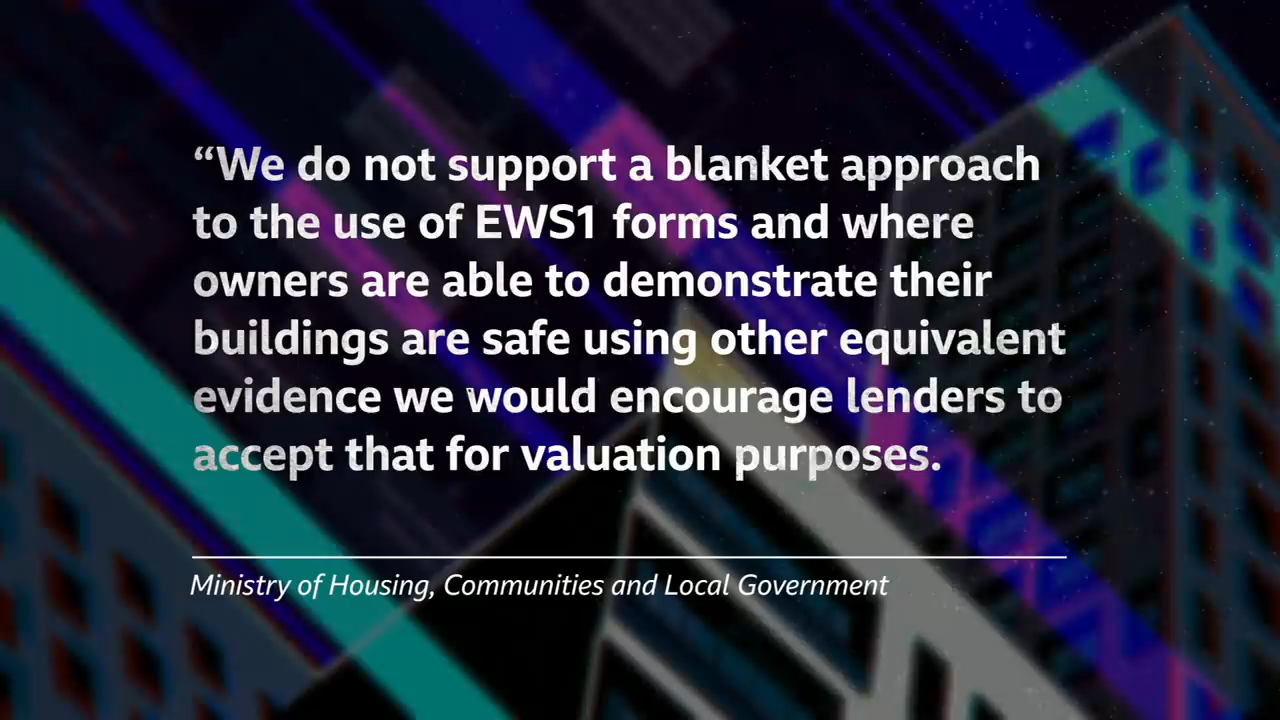 “We do not support a blanket approach
to the use of EWS1 forms and where
owners are able to demonstrate their
buildings are safe using other equivalent
evidence we would encourage lenders to
accept that for valuation purposes.
Ministry of Housing, Communities and Local Government